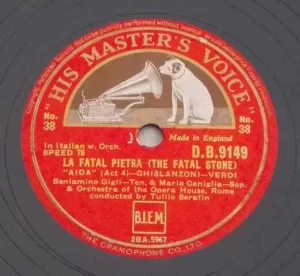 "HIS MASTER'S VOICE"
No. 38
No. 38
Made in England
In Italian w. Orch.
SPEED 78
D.B.9149
LA FATAL PIETRA (THE FATAL STONE)
"AIDA" (Act 4)—GHISLANZONI—VERDI
Beniamino Gigli—Ten. & Maria Caniglia—Sop.
& Orchestra of the Opera House, Rome
conducted by Tullio Serafin
B.I.E.M.
2BA.5967
THE GRAMOPHONE CO., LTD.